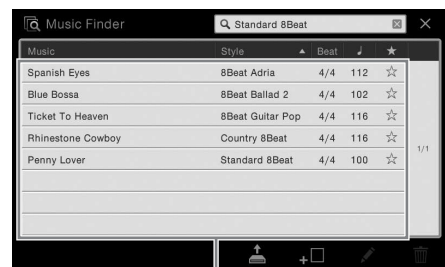 Music Finder Standard 8Beat
Music Style Beat ♩ ★
Spanish Eyes 8Beat Adria 4/4 112 ☆
Blue Bossa 8Beat Ballad 2 4/4 102 ☆
Ticket To Heaven 8Beat Guitar Pop 4/4 116 ☆
Rhinestone Cowboy Country 8Beat 4/4 116 ☆
Penny Lover Standard 8Beat 4/4 100 ☆
1/1